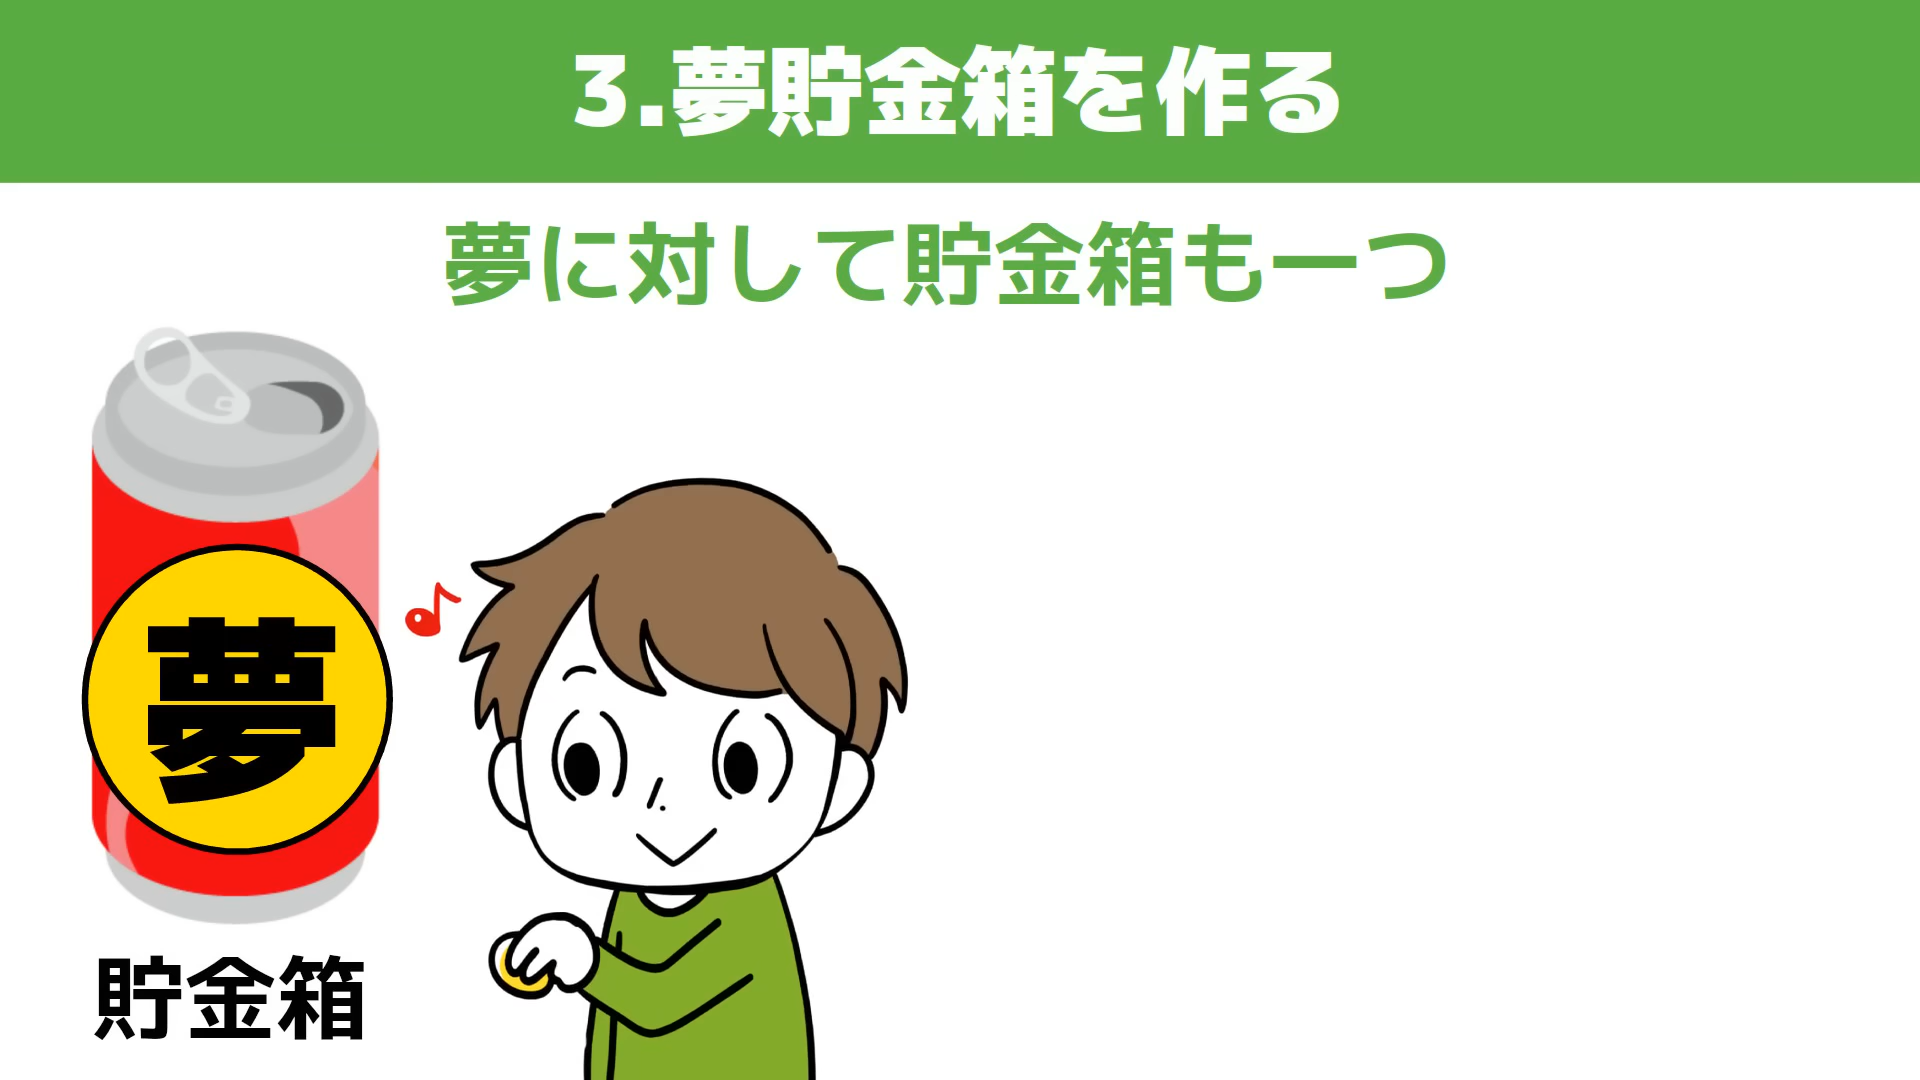 3.夢貯金箱を作る
夢に対して貯金箱も一つ
夢
貯金箱